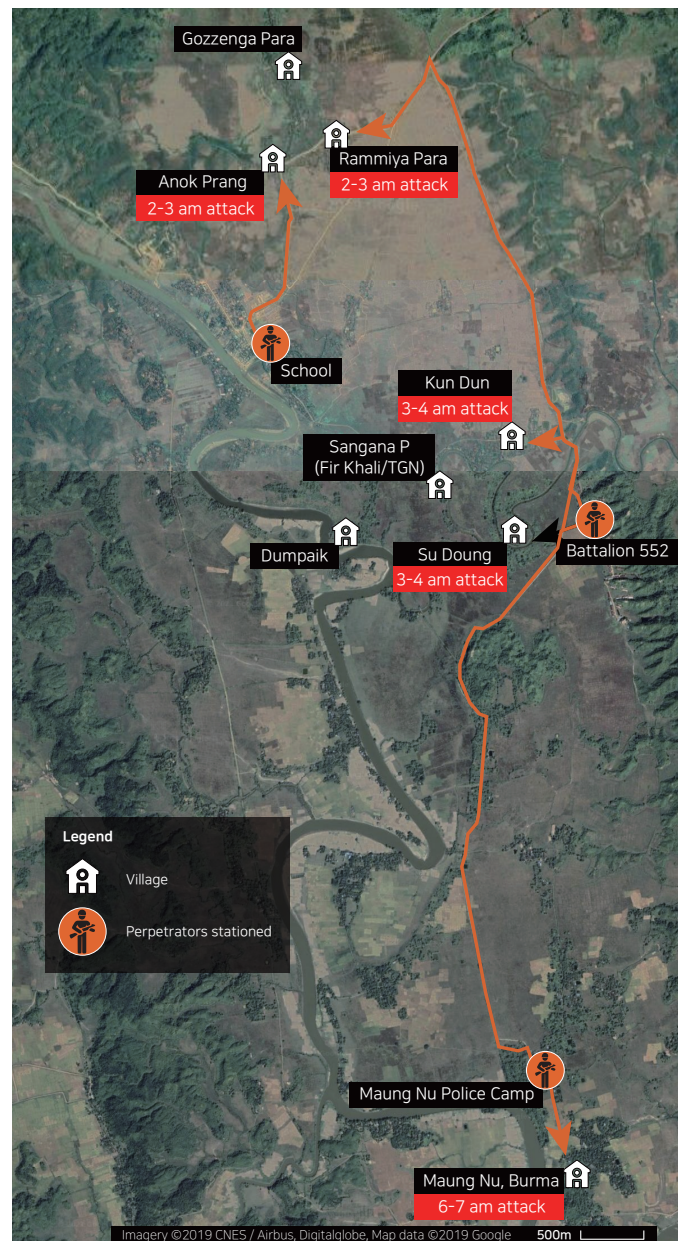 Gozzenga Para
Rammiya Para
2-3 am attack
Anok Prang
2-3 am attack
School
Kun Dun
3-4 am attack
Sangana P
(Fir Khali/TGN)
Dumpaik
Su Doung
3-4 am attack
Battalion 552
Legend
Village
Perpetrators stationed
Maung Nu Police Camp
Maung Nu, Burma
6-7 am attack
Imagery ©2019 CNES / Airbus, Digitalglobe, Map data ©2019 Google
500m